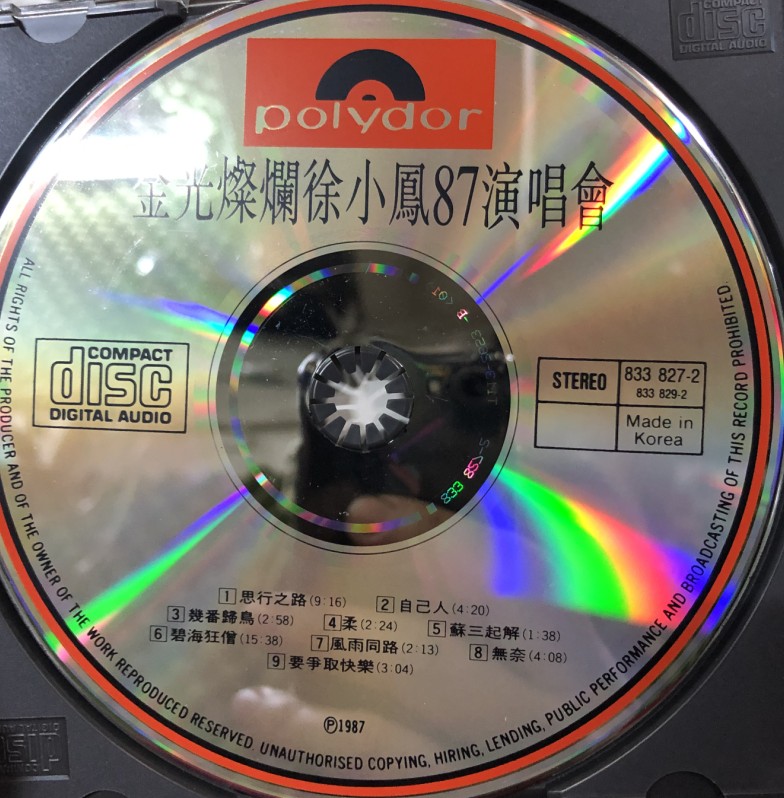 polydor
金光燦爛徐小鳳87演唱會
COMPACT
disc
DIGITAL AUDIO
STEREO
833 827-2
833 829-2
Made in
Korea
1 思行之路(9:16) 2 自己人(4:20)
3 幾番歸鳥(2:58) 4 柔(2:24) 5 蘇三起解(1:38)
6 碧海狂僧(15:38) 7 風雨同路(2:13) 8 無奈(4:08)
9 要爭取快樂(3:04)
Ⓟ1987
ALL RIGHTS OF THE PRODUCER AND OF THE OWNER OF THE WORK REPRODUCED RESERVED. UNAUTHORISED COPYING, HIRING, LENDING, PUBLIC PERFORMANCE AND BROADCASTING OF THIS RECORD PROHIBITED
COMPACT
disc
DIGITAL AUDIO